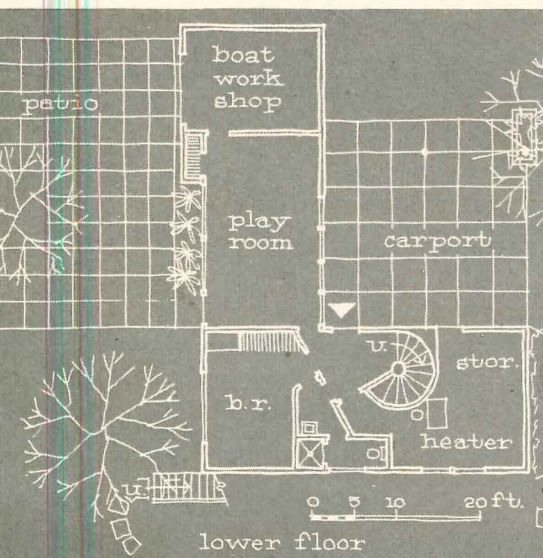 boat
work
shop
patio
play
room
carport
u.
stor.
b.r.
heater
u.
0 5 10 20 ft.
lower floor